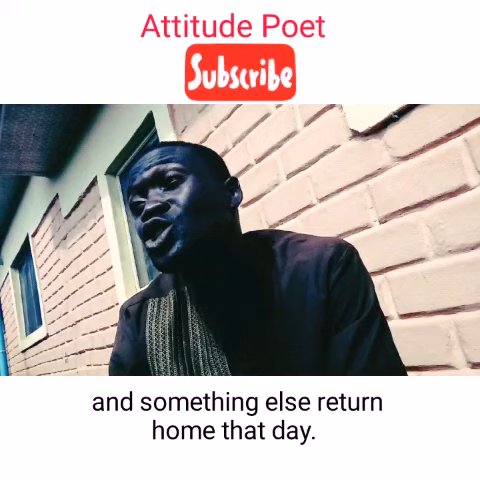 Attitude Poet
Subscribe
and something else return
home that day.